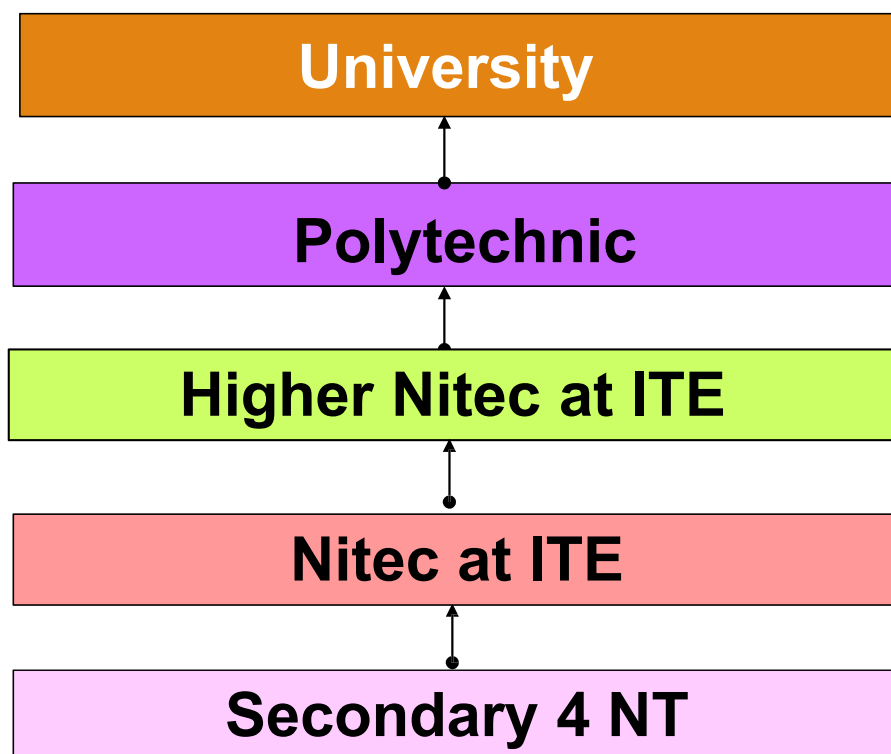 University
Polytechnic
Higher Nitec at ITE
Nitec at ITE
Secondary 4 NT